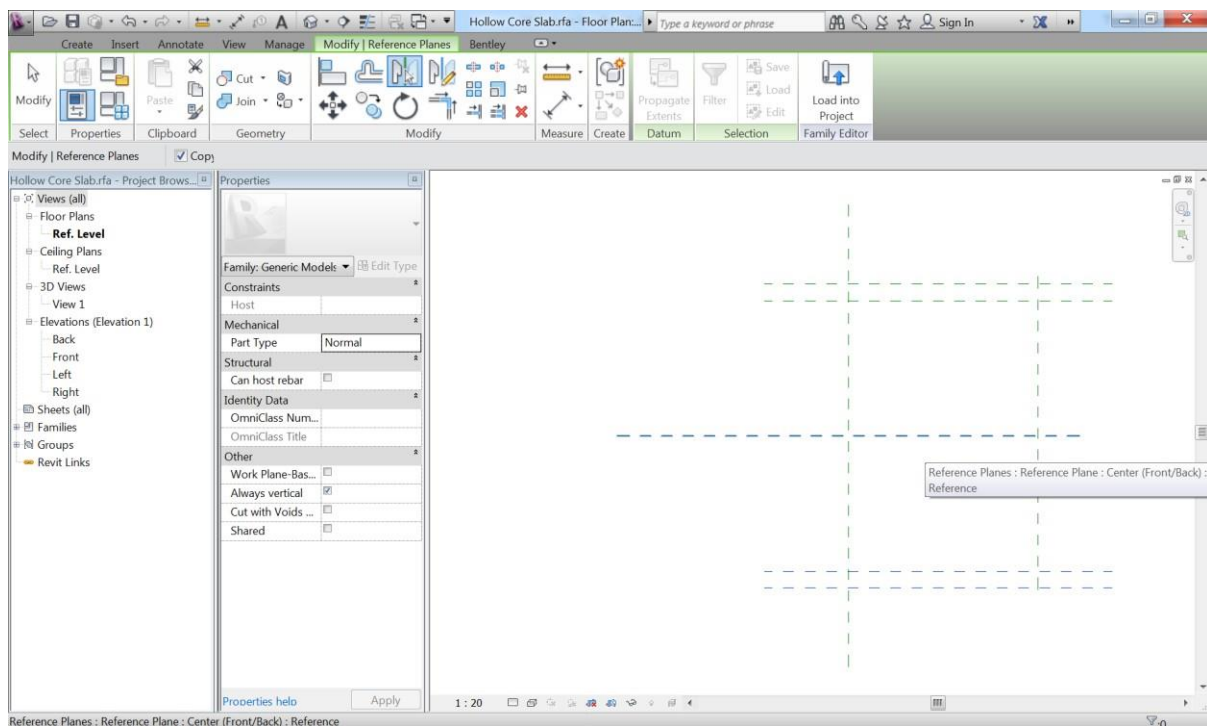 Hollow Core Slab.rfa - Floor Plan:...
Type a keyword or phrase
Sign In
Create Insert Annotate View Manage Modify | Reference Planes Bentley
Modify
Paste
Cut
Join
Propagate Extents
Filter
Save
Load
Edit
Load into Project
Select Properties Clipboard Geometry Modify Measure Create Datum Selection Family Editor
Modify | Reference Planes Copy
Hollow Core Slab.rfa - Project Brows...
Views (all)
Floor Plans
Ref. Level
Ceiling Plans
Ref. Level
3D Views
View 1
Elevations (Elevation 1)
Back
Front
Left
Right
Sheets (all)
Families
Groups
Revit Links
Properties
Family: Generic Models Edit Type
Constraints
Host
Mechanical
Part Type Normal
Structural
Can host rebar
Identity Data
OmniClass Num...
OmniClass Title
Other
Work Plane-Bas...
Always vertical
Cut with Voids ...
Shared
Properties help Apply
Reference Planes : Reference Plane : Center (Front/Back) :
Reference
1 : 20
Reference Planes : Reference Plane : Center (Front/Back) : Reference
:0